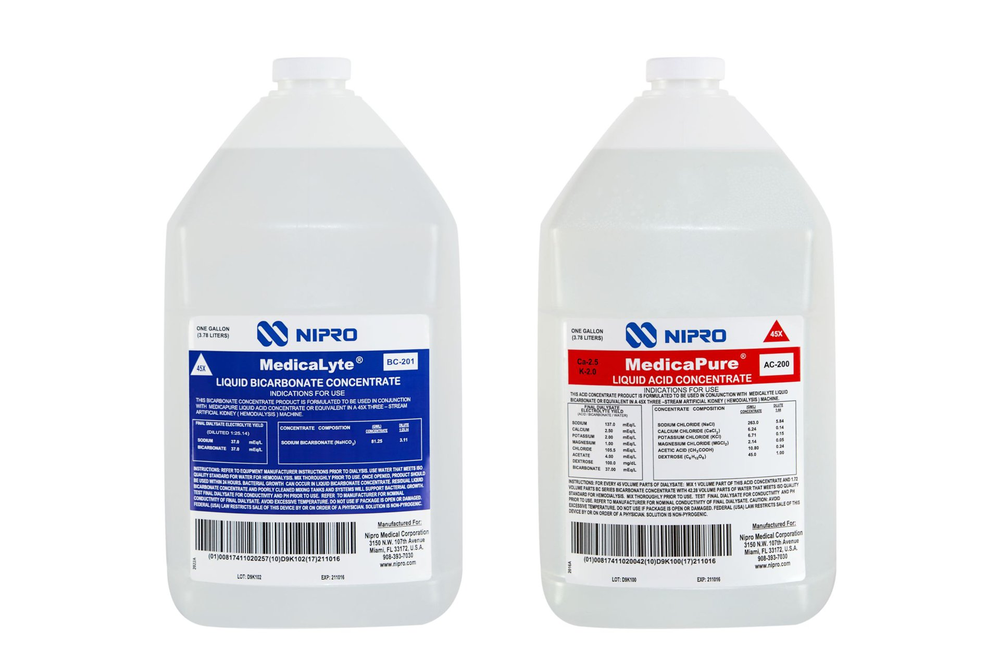 ONE GALLON
(3.78 LITERS)
NIPRO
45X
MedicaLyte®
BC-201
LIQUID BICARBONATE CONCENTRATE
INDICATIONS FOR USE
THIS BICARBONATE CONCENTRATE PRODUCT IS FORMULATED TO BE USED IN CONJUNCTION
WITH MEDICAPURE LIQUID ACID CONCENTRATE OR EQUIVALENT IN A 45X THREE – STREAM
ARTIFICIAL KIDNEY ( HEMODIALYSIS ) MACHINE.
FINAL DIALYSATE ELECTROLYTE YIELD
(DILUTED 1:25.14)
SODIUM 37.0 mEq/L
BICARBONATE 37.0 mEq/L
CONCENTRATE COMPOSITION (GM/L) CONCENTRATE DILUTE 1:25.14
SODIUM BICARBONATE (NaHCO3) 81.25 3.11
INSTRUCTIONS: REFER TO EQUIPMENT MANUFACTURER INSTRUCTIONS PRIOR TO DIALYSIS. USE WATER THAT MEETS ISO
QUALITY STANDARD FOR WATER FOR HEMODIALYSIS. MIX THOROUGHLY PRIOR TO USE. ONCE OPENED, PRODUCT SHOULD
BE USED WITHIN 24 HOURS. BACTERIAL GROWTH CAN OCCUR IN LIQUID BICARBONATE CONCENTRATE. RESIDUAL LIQUID
BICARBONATE CONCENTRATE AND POORLY CLEANED MIXING TANKS AND SYSTEMS WILL SUPPORT BACTERIAL GROWTH.
TEST FINAL DIALYSATE FOR CONDUCTIVITY AND PH PRIOR TO USE. REFER TO MANUFACTURER FOR NOMINAL
CONDUCTIVITY OF FINAL DIALYSATE. AVOID EXCESSIVE TEMPERATURE. DO NOT USE IF PACKAGE IS OPEN OR DAMAGED.
FEDERAL (USA) LAW RESTRICTS SALE OF THIS DEVICE BY OR ON ORDER OF A PHYSICIAN. SOLUTION IS NON-PYROGENIC.
(01)00817411020257(10)D9K102(17)211016
2022A
LOT: D9K102
EXP: 211016
Manufactured For:
Nipro Medical Corporation
3150 N.W. 107th Avenue
Miami, FL 33172, U.S.A.
908-393-7030
www.nipro.com
ONE GALLON
(3.78 LITERS)
NIPRO
45X
Ca-2.5
K-2.0
MedicaPure®
AC-200
LIQUID ACID CONCENTRATE
INDICATIONS FOR USE
THIS ACID CONCENTRATE PRODUCT IS FORMULATED TO BE USED IN CONJUNCTION WITH MEDICALYTE LIQUID
BICARBONATE OR EQUIVALENT IN A 45X THREE –STREAM ARTIFICIAL KIDNEY ( HEMODIALYSIS ) MACHINE.
FINAL DIALYSATE
ELECTROLYTE YIELD
(ACID / BICARBONATE / WATER)
SODIUM 137.0 mEq/L
CALCIUM 2.50 mEq/L
POTASSIUM 2.00 mEq/L
MAGNESIUM 1.00 mEq/L
CHLORIDE 105.5 mEq/L
ACETATE 4.00 mEq/L
DEXTROSE 100.0 mg/dL
BICARBONATE 37.00 mEq/L
CONCENTRATE COMPOSITION (GM/L) CONCENTRATE DILUTE 1:44
SODIUM CHLORIDE (NaCl) 263.0 5.84
CALCIUM CHLORIDE (CaCl2) 6.24 0.14
POTASSIUM CHLORIDE (KCl) 6.71 0.15
MAGNESIUM CHLORIDE (MGCl2) 2.14 0.05
ACETIC ACID (CH3COOH) 10.80 0.24
DEXTROSE (C6H12O6) 45.0 1.00
INSTRUCTIONS: FOR EVERY 45 VOLUME PARTS OF DIALYSATE: MIX 1 VOLUME PART OF THIS ACID CONCENTRATE AND 1.72
VOLUME PARTS BC SERIES BICARBONATE CONCENTRATE WITH 42.28 VOLUME PARTS OF WATER THAT MEETS ISO QUALITY
STANDARD FOR HEMODIALYSIS. MIX THOROUGHLY PRIOR TO USE. TEST FINAL DIALYSATE FOR CONDUCTIVITY AND PH
PRIOR TO USE. REFER TO MANUFACTURER FOR NOMINAL CONDUCTIVITY OF FINAL DIALYSATE. CAUTION: AVOID
EXCESSIVE TEMPERATURE. DO NOT USE IF PACKAGE IS OPEN OR DAMAGED. FEDERAL (USA) LAW RESTRICTS SALE OF THIS
DEVICE BY OR ON ORDER OF A PHYSICIAN. SOLUTION IS NON-PYROGENIC.
(01)00817411020042(10)D9K100(17)211016
2016A
LOT: D9K100
EXP: 211016
Manufactured For:
Nipro Medical Corporation
3150 N.W. 107th Avenue
Miami, FL 33172, U.S.A.
908-393-7030
www.nipro.com